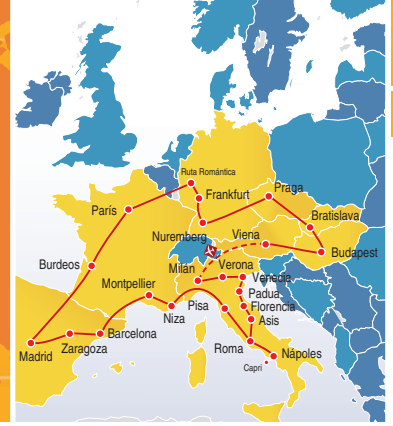 Ruta Romántica
Frankfurt
Praga
París
Bratislava
Nuremberg
Viena
Budapest
Burdeos
Milán
Verona
Venecia
Montpellier
Padua
Niza
Pisa
Florencia
Asis
Barcelona
Zaragoza
Madrid
Roma
Nápoles
Capri